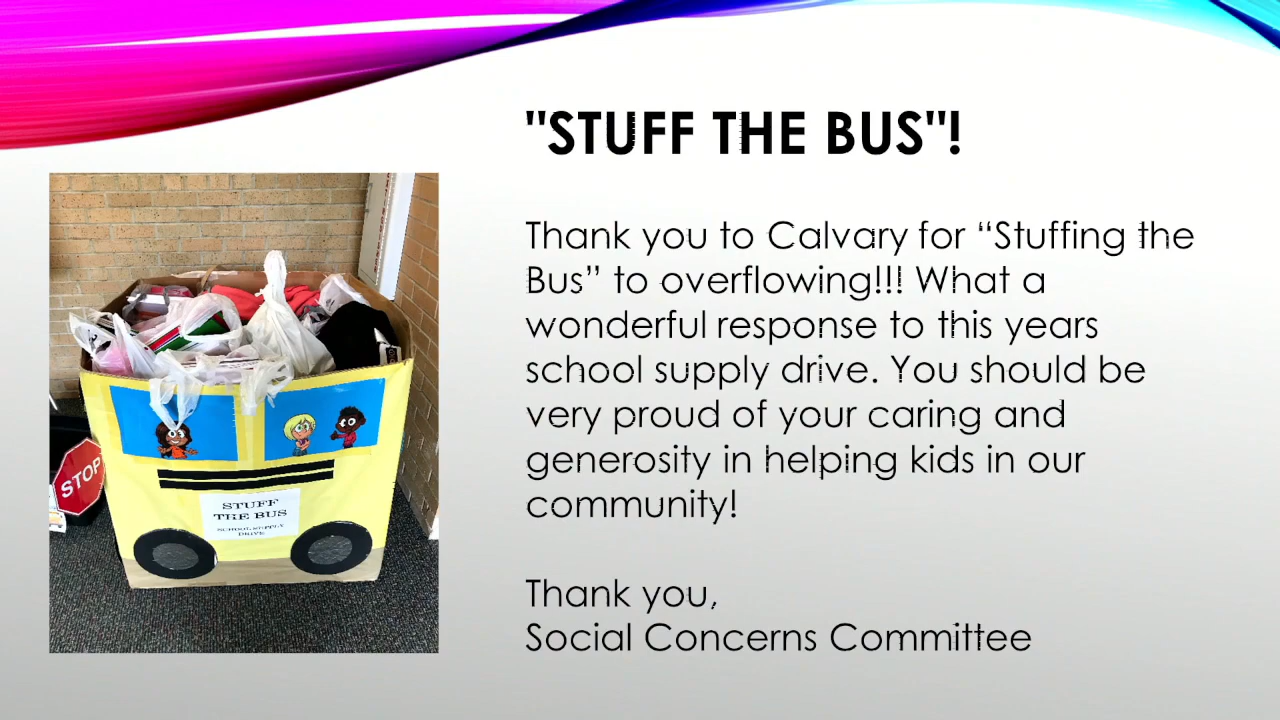 "STUFF THE BUS"!
Thank you to Calvary for “Stuffing the
Bus” to overflowing!!! What a
wonderful response to this years
school supply drive. You should be
very proud of your caring and
generosity in helping kids in our
community!
Thank you,
Social Concerns Committee
STOP
STUFF
THE BUS
SCHOOL SUPPLY
DRIVE